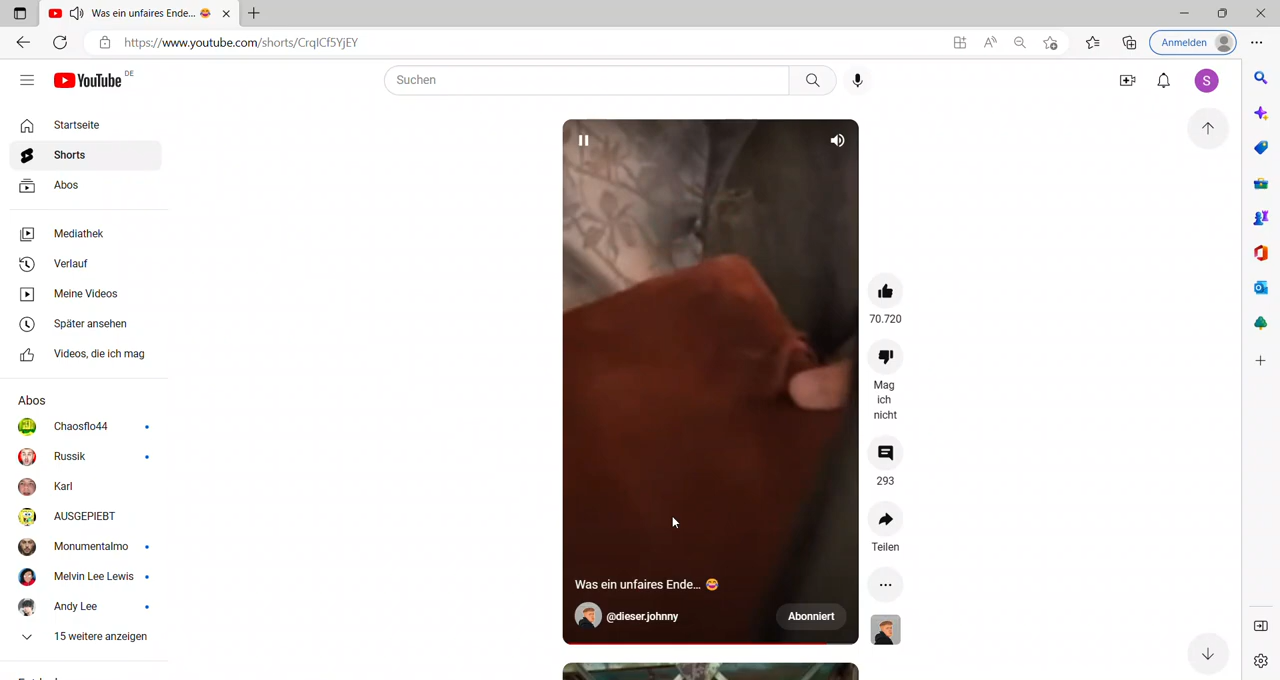 Was ein unfaires Ende... 😂
https://www.youtube.com/shorts/CrqICf5YjEY
Anmelden
YouTube DE
Suchen
S
Startseite
Shorts
Abos
Mediathek
Verlauf
Meine Videos
Später ansehen
Videos, die ich mag
Abos
Chaosflo44
Russik
Karl
AUSGEPIEBT
Monumentalmo
Melvin Lee Lewis
Andy Lee
15 weitere anzeigen
70.720
Mag
ich
nicht
293
Teilen
Was ein unfaires Ende... 😂
@dieser.johnny
Abonniert